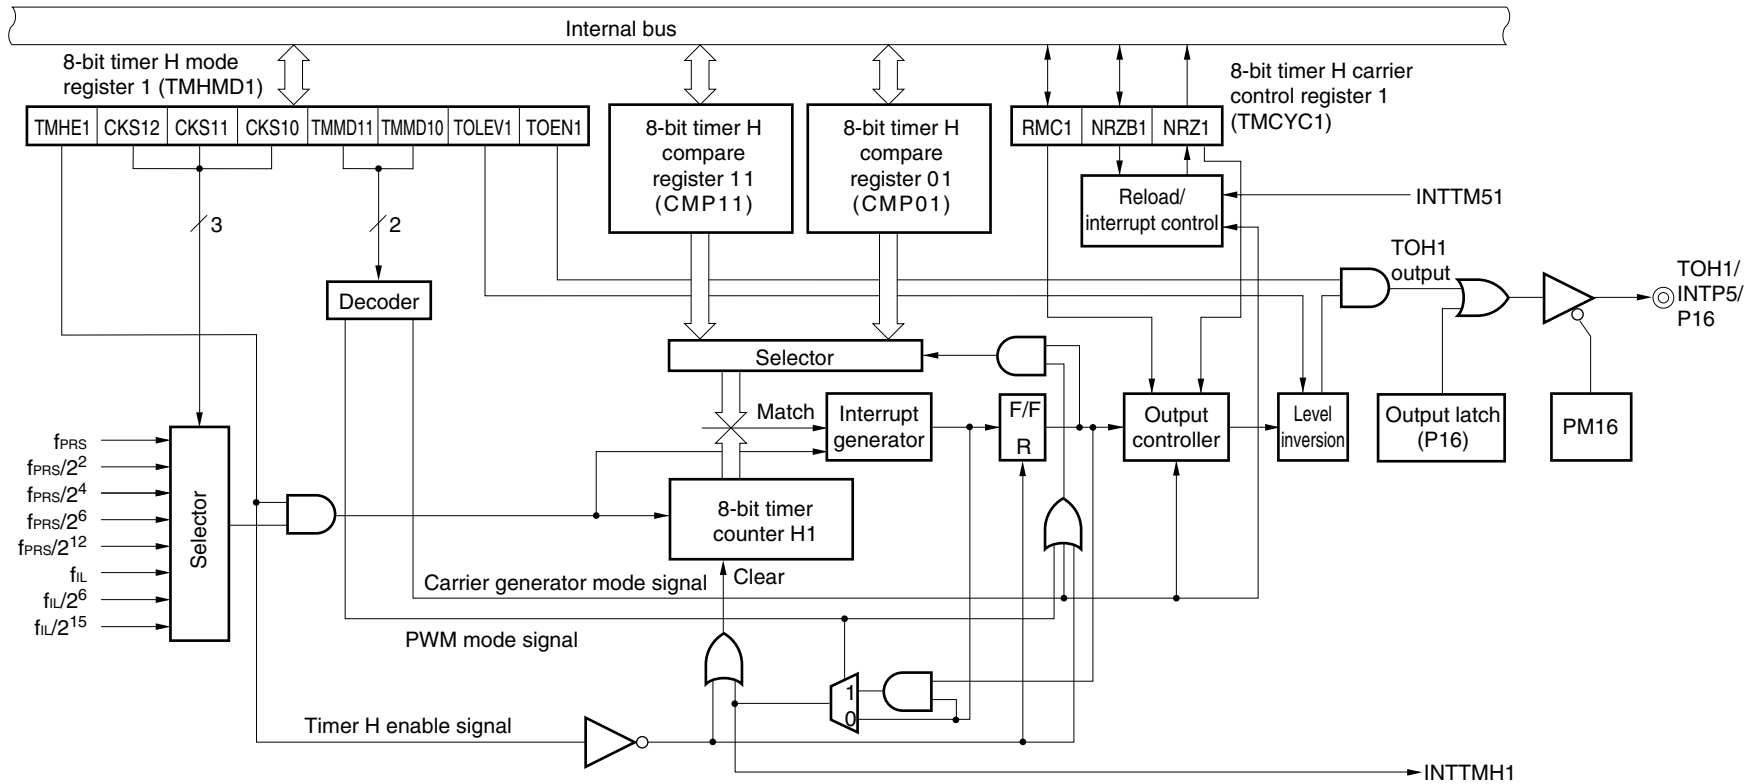 Internal bus
8-bit timer H mode
register 1 (TMHMD1)
8-bit timer H carrier
control register 1
(TMCYC1)
TMHE1 CKS12 CKS11 CKS10 TMMD11 TMMD10 TOLEV1 TOEN1
8-bit timer H
compare
register 11
(CMP11)
8-bit timer H
compare
register 01
(CMP01)
RMC1 NRZB1 NRZ1
Reload/
interrupt control
INTTM51
3
2
Decoder
TOH1
output
TOH1/
INTP5/
P16
Selector
Match
Interrupt
generator
F/F
R
Output
controller
Level
inversion
Output latch
(P16)
PM16
fPRS
fPRS/2^2
fPRS/2^4
fPRS/2^6
fPRS/2^12
fIL
fIL/2^6
fIL/2^15
Selector
8-bit timer
counter H1
Carrier generator mode signal
Clear
PWM mode signal
1
0
Timer H enable signal
INTTMH1